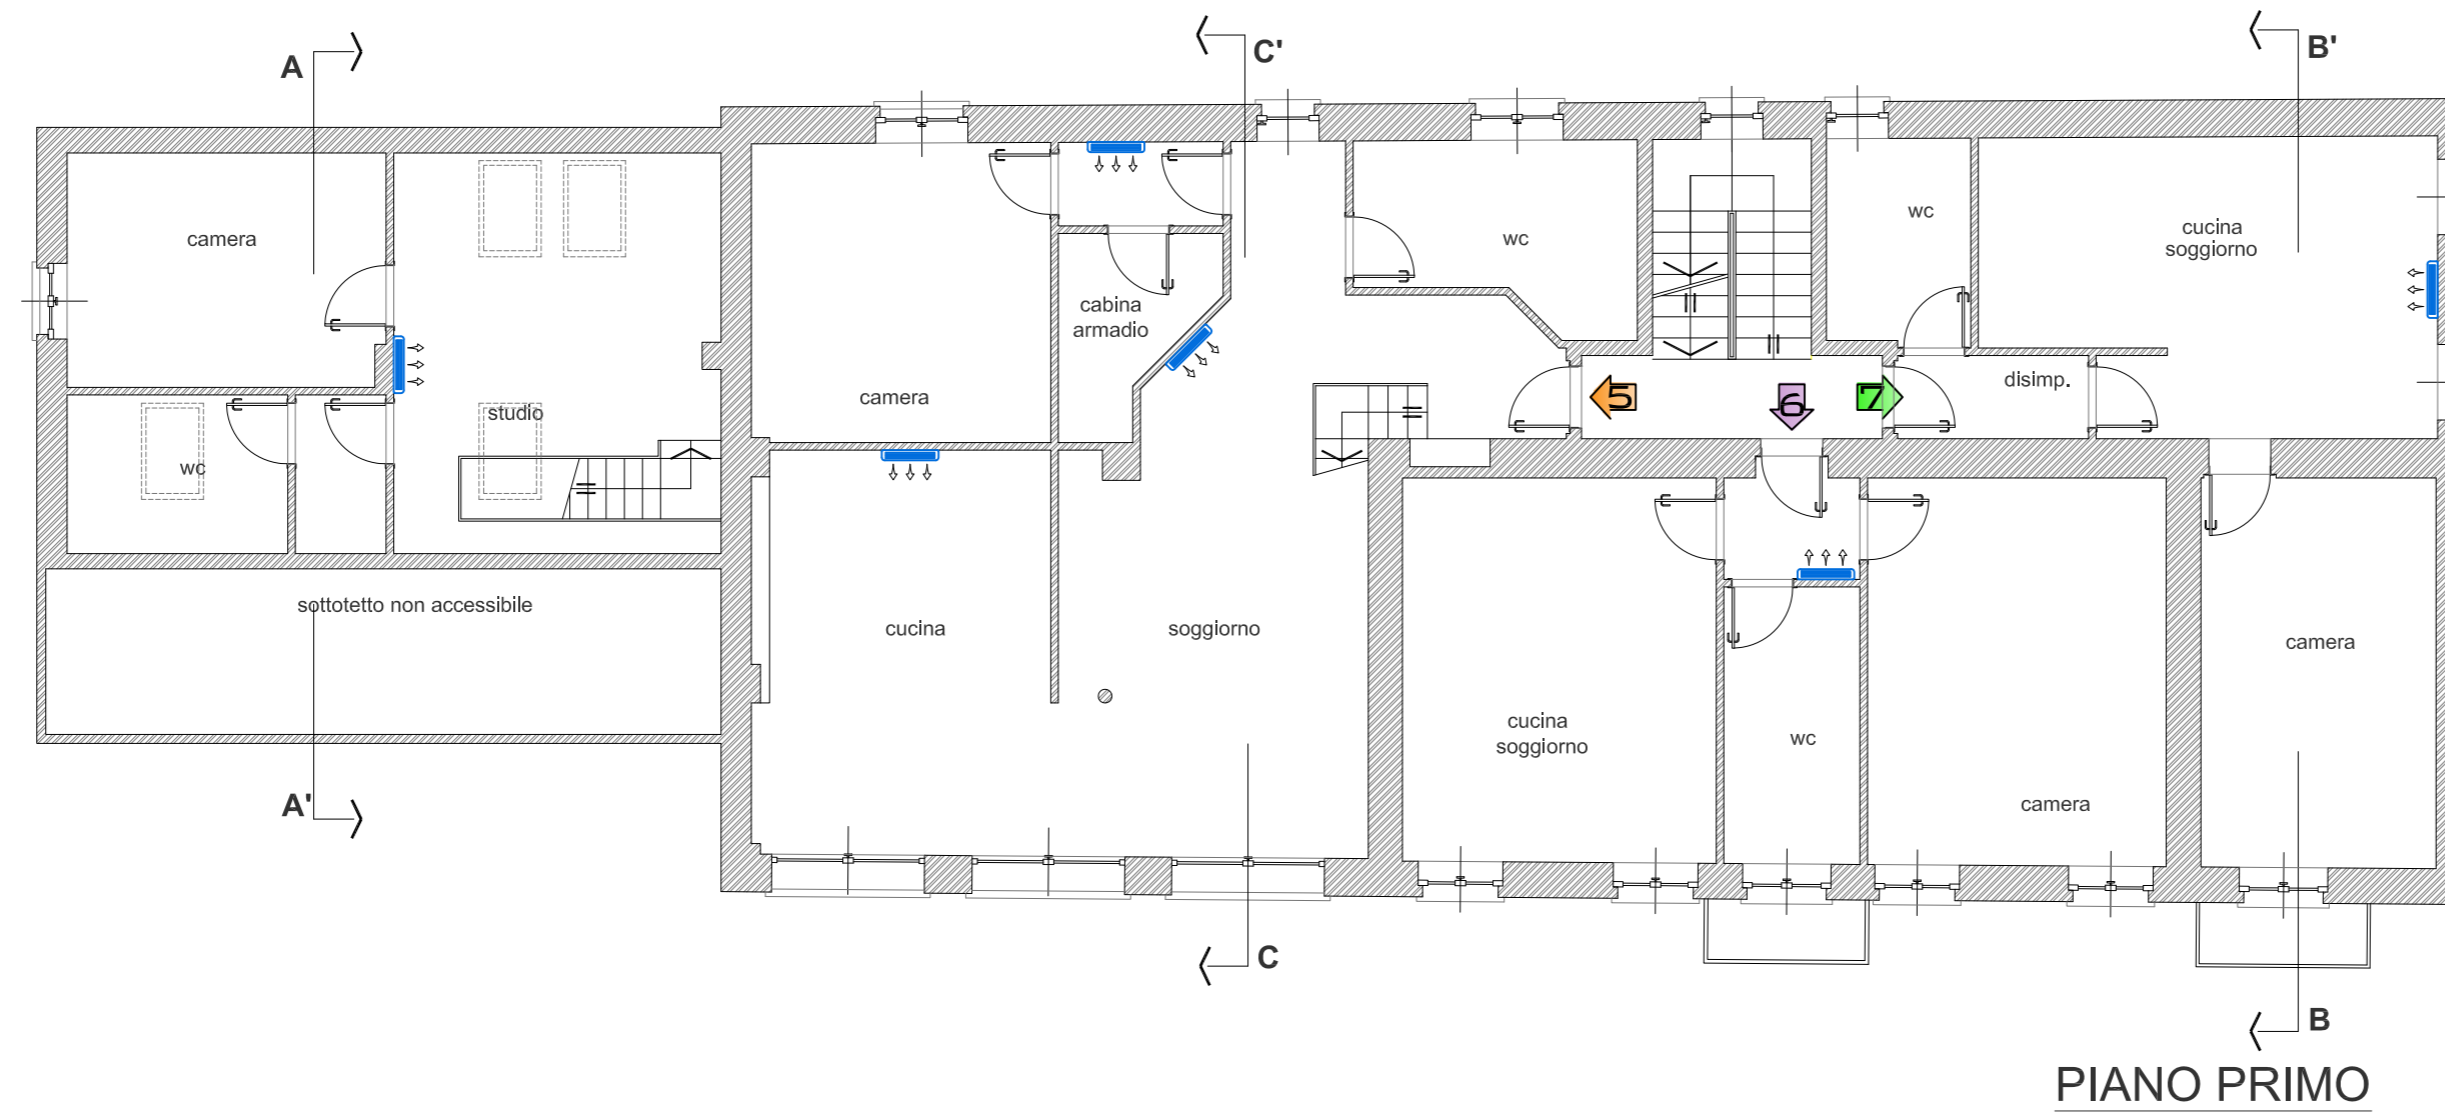 A
C'
B'
camera
wc
wc
cucina
soggiorno
cabina
armadio
camera
studio
5
6
7
disimp.
wc
sottotetto non accessibile
cucina
soggiorno
camera
cucina
soggiorno
wc
camera
A'
C
B
PIANO PRIMO